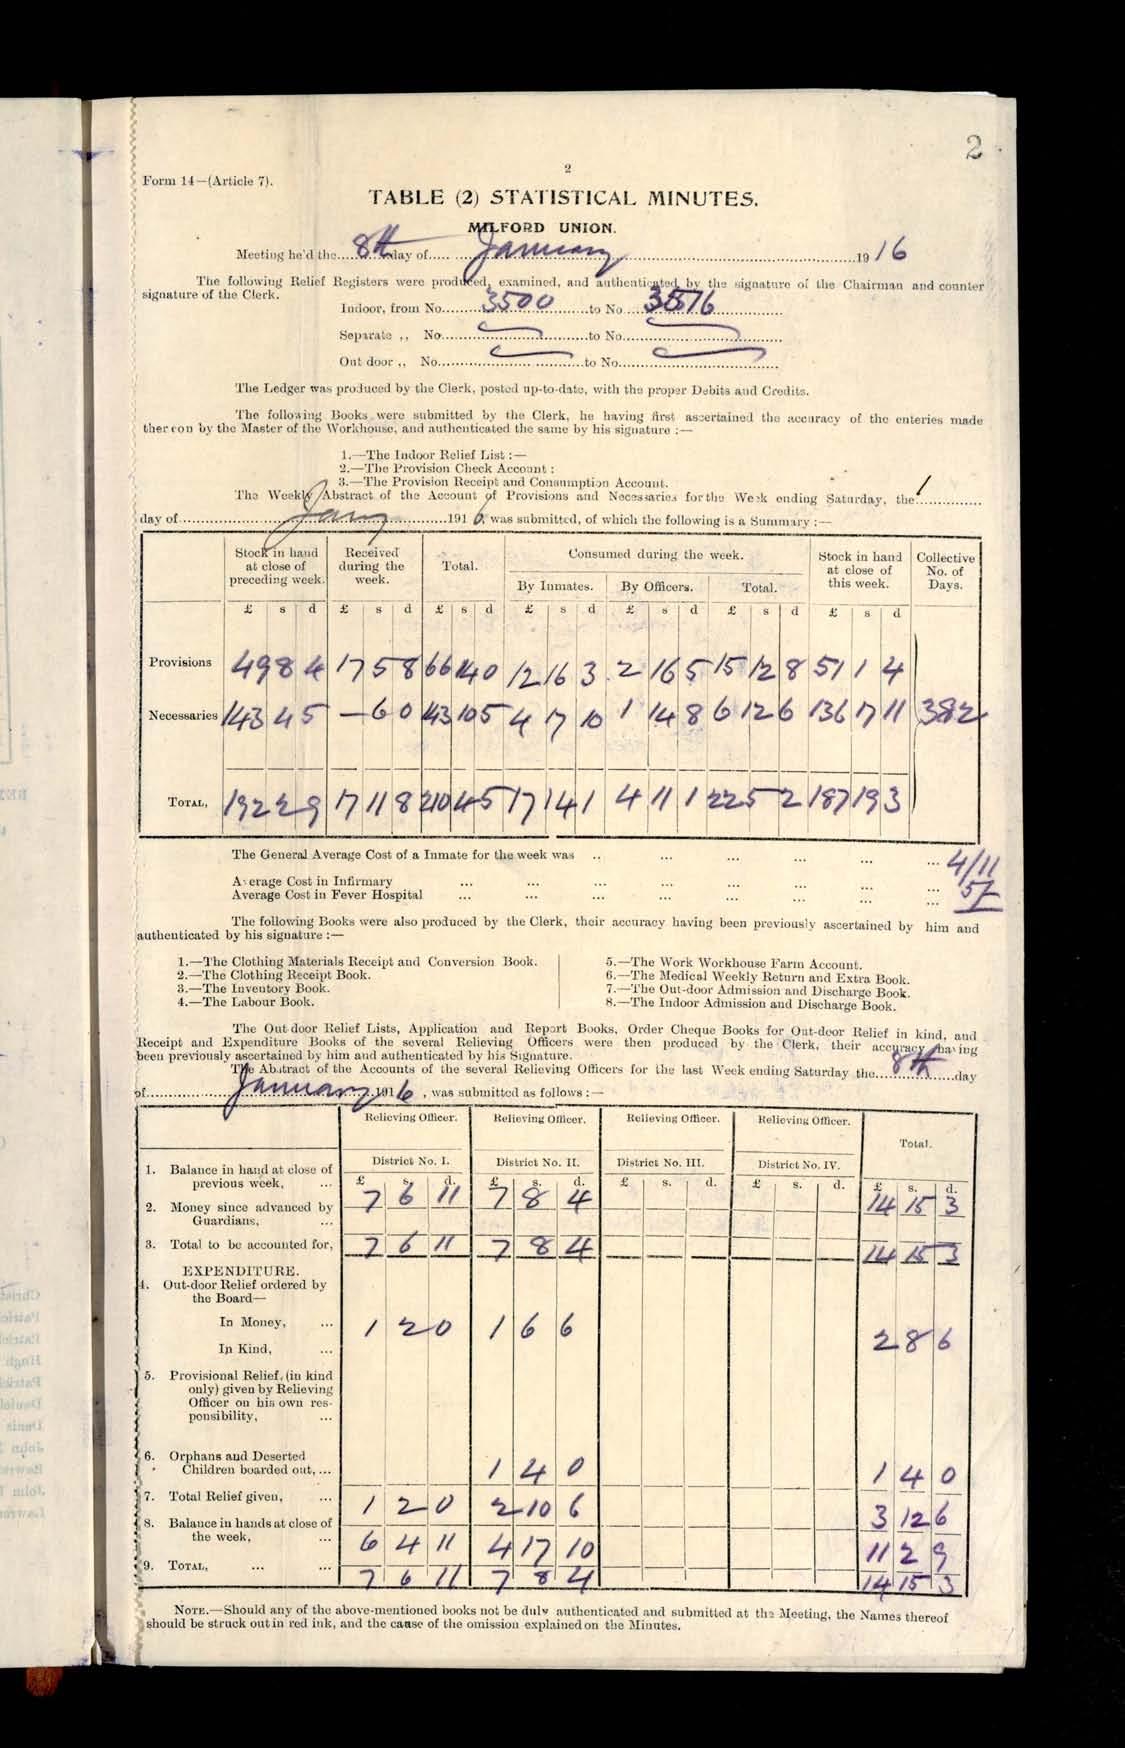 2
2
Form 14—(Article 7).
TABLE (2) STATISTICAL MINUTES.
MILFORD UNION.
Meeting he'd the 8th day of January 1916
The following Relief Registers were produced, examined, and authenticated by the signature of the Chairman and counter
signature of the Clerk.
Indoor, from No. 3500 to No. 3576
Separate ,, No. to No.
Out door ,, No. to No.
The Ledger was produced by the Clerk, posted up-to-date, with the proper Debits and Credits.
The following Books were submitted by the Clerk, he having first ascertained the accuracy of the enteries made
thereon by the Master of the Workhouse, and authenticated the same by his signature :—
1.—The Indoor Relief List :—
2.—The Provision Check Account :
3.—The Provision Receipt and Consumption Account.
The Weekly Abstract of the Account of Provisions and Necessaries for the Week ending Saturday, the 1
day of Jany 1916 was submitted, of which the following is a Summary :—
Stock in hand at close of preceding week. Received during the week. Total. Consumed during the week. Stock in hand at close of this week. Collective No. of Days.
By Inmates. By Officers. Total.
£ s d £ s d £ s d £ s d £ s d £ s d £ s d
Provisions 49 8 4 17 5 8 66 14 0 12 16 3 2 16 5 15 12 8 51 1 4
Necessaries 143 4 5 — 6 0 143 10 5 4 17 10 1 14 8 6 12 6 136 17 11 382
TOTAL, 192 2 9 17 11 8 210 4 5 17 14 1 4 11 1 22 5 2 187 19 3
The General Average Cost of a Inmate for the week was .. ... ... ... ... ... 4/11
Average Cost in Infirmary ... ... ... ... ... ... ... ... 5/-
Average Cost in Fever Hospital ... ... ... ... ... ... ... ...
The following Books were also produced by the Clerk, their accuracy having been previously ascertained by him and
authenticated by his signature :—
1.—The Clothing Materials Receipt and Conversion Book.
2.—The Clothing Receipt Book.
3.—The Inventory Book.
4.—The Labour Book.
5.—The Work Workhouse Farm Account.
6.—The Medical Weekly Return and Extra Book.
7.—The Out-door Admission and Discharge Book.
8.—The Indoor Admission and Discharge Book.
The Out-door Relief Lists, Application and Report Books, Order Cheque Books for Out-door Relief in kind, and
Receipt and Expenditure Books of the several Relieving Officers were then produced by the Clerk, their accuracy having
been previously ascertained by him and authenticated by his Signature.
The Abstract of the Accounts of the several Relieving Officers for the last Week ending Saturday the 8th day
of January 1916, was submitted as follows :—
Relieving Officer. Relieving Officer. Relieving Officer. Relieving Officer. Total.
District No. I. District No. II. District No. III. District No. IV.
£ s. d. £ s. d. £ s. d. £ s. d. £ s. d.
1. Balance in hand at close of
previous week, ... 7 6 11 7 8 4 14 15 3
2. Money since advanced by
Guardians, ...
3. Total to be accounted for, 7 6 11 7 8 4 14 15 3
EXPENDITURE.
4. Out-door Relief ordered by
the Board—
In Money, ... 1 2 0 1 6 6 2 8 6
In Kind, ...
5. Provisional Relief, (in kind
only) given by Relieving
Officer on his own res-
ponsibility, ...
6. Orphans and Deserted
Children boarded out, ... 1 4 0 1 4 0
7. Total Relief given, ... 1 2 0 2 10 6 3 12 6
8. Balance in hands at close of
the week, ... 6 4 11 4 17 10 11 2 9
9. TOTAL, ... ... 7 6 11 7 8 4 14 15 3
NOTE.—Should any of the above-mentioned books not be duly authenticated and submitted at the Meeting, the Names thereof
should be struck out in red ink, and the cause of the omission explained on the Minutes.